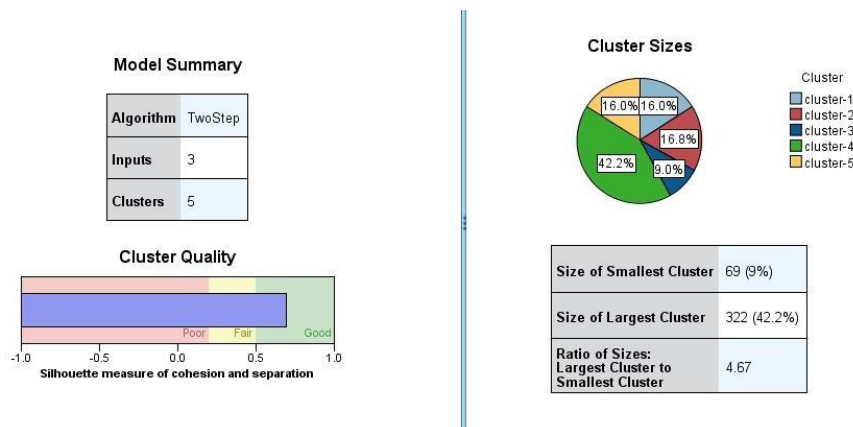 Model Summary
Algorithm TwoStep
Inputs 3
Clusters 5
Cluster Quality
Poor Fair Good
-1.0 -0.5 0.0 0.5 1.0
Silhouette measure of cohesion and separation
Cluster Sizes
16.0% 16.0%
16.8%
42.2% 9.0%
Cluster
cluster-1
cluster-2
cluster-3
cluster-4
cluster-5
Size of Smallest Cluster 69 (9%)
Size of Largest Cluster 322 (42.2%)
Ratio of Sizes:
Largest Cluster to
Smallest Cluster 4.67